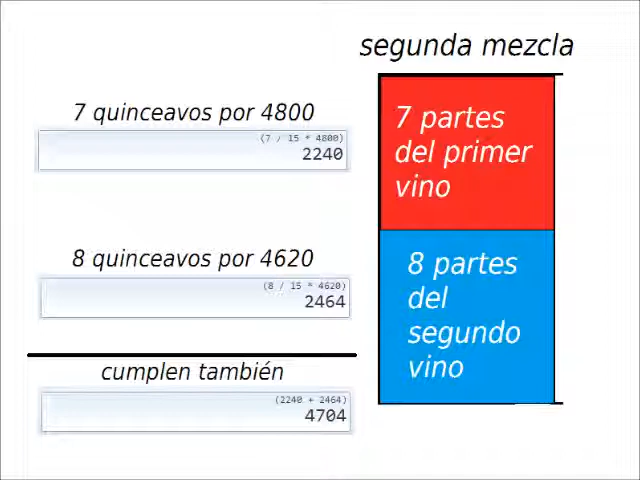 segunda mezcla
7 quinceavos por 4800
(7 / 15 * 4800)
2240
7 partes
del primer
vino
8 quinceavos por 4620
(8 / 15 * 4620)
2464
8 partes
del
segundo
vino
cumplen también
(2240 + 2464)
4704